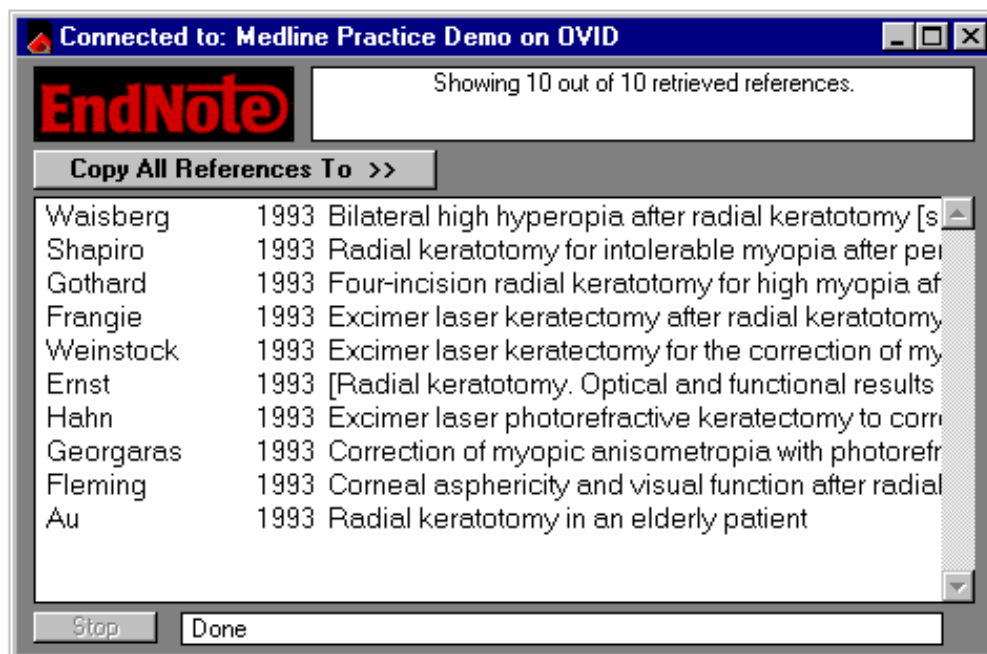 Connected to: Medline Practice Demo on OVID
EndNote
Showing 10 out of 10 retrieved references.
Copy All References To >>
Waisberg 1993 Bilateral high hyperopia after radial keratotomy [s
Shapiro 1993 Radial keratotomy for intolerable myopia after
Gothard 1993 Four-incision radial keratotomy for high myopia af
Frangie 1993 Excimer laser keratectomy after radial keratotomy
Weinstock 1993 Excimer laser keratectomy for the correction of my
Ernst 1993 [Radial keratotomy. Optical and functional results
Hahn 1993 Excimer laser photorefractive keratectomy to
Georgaras 1993 Correction of myopic anisometropia with photorefr
Fleming 1993 Corneal asphericity and visual function after radial
Au 1993 Radial keratotomy in an elderly patient
Stop Done